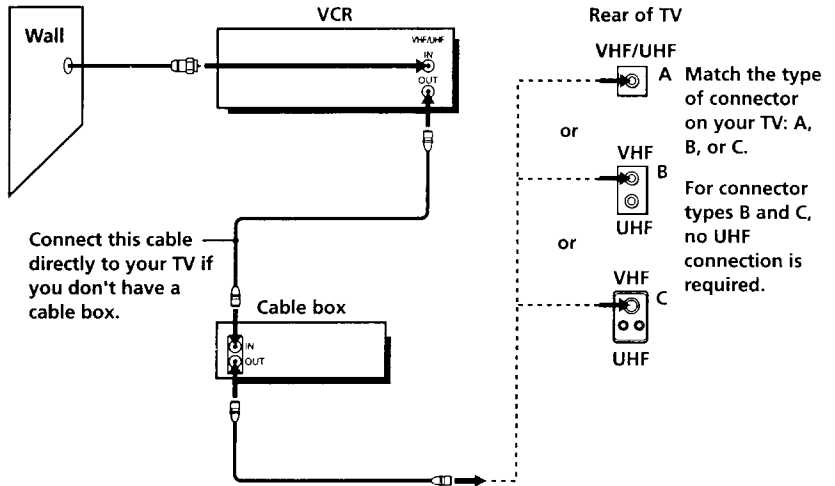 VCR
Rear of TV
Wall
VHF/UHF
IN
OUT
VHF/UHF
A
Match the type
of connector
on your TV: A,
B, or C.
or
VHF
B
UHF
For connector
types B and C,
no UHF
connection is
required.
or
VHF
C
UHF
Connect this cable
directly to your TV if
you don't have a
cable box.
Cable box
IN
OUT